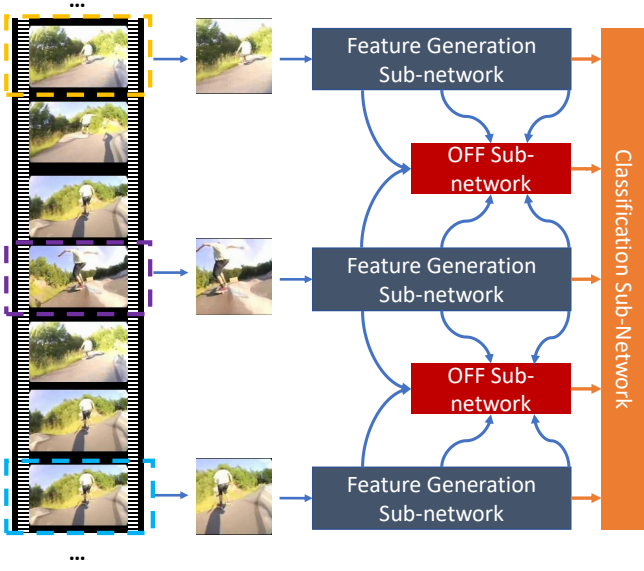 ...
Feature Generation
Sub-network
OFF Sub-
network
Feature Generation
Sub-network
OFF Sub-
network
Feature Generation
Sub-network
Classification Sub-Network
...